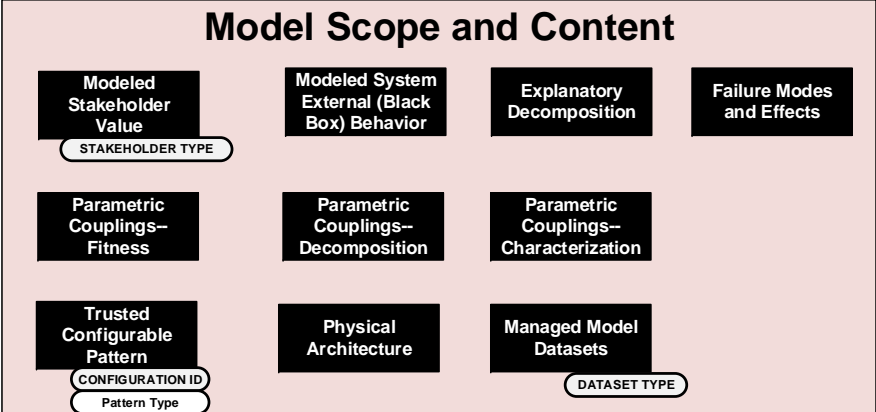 Model Scope and Content
Modeled
Stakeholder
Value
STAKEHOLDER TYPE
Modeled System
External (Black
Box) Behavior
Explanatory
Decomposition
Failure Modes
and Effects
Parametric
Couplings--
Fitness
Parametric
Couplings--
Decomposition
Parametric
Couplings--
Characterization
Trusted
Configurable
Pattern
CONFIGURATION ID
Pattern Type
Physical
Architecture
Managed Model
Datasets
DATASET TYPE